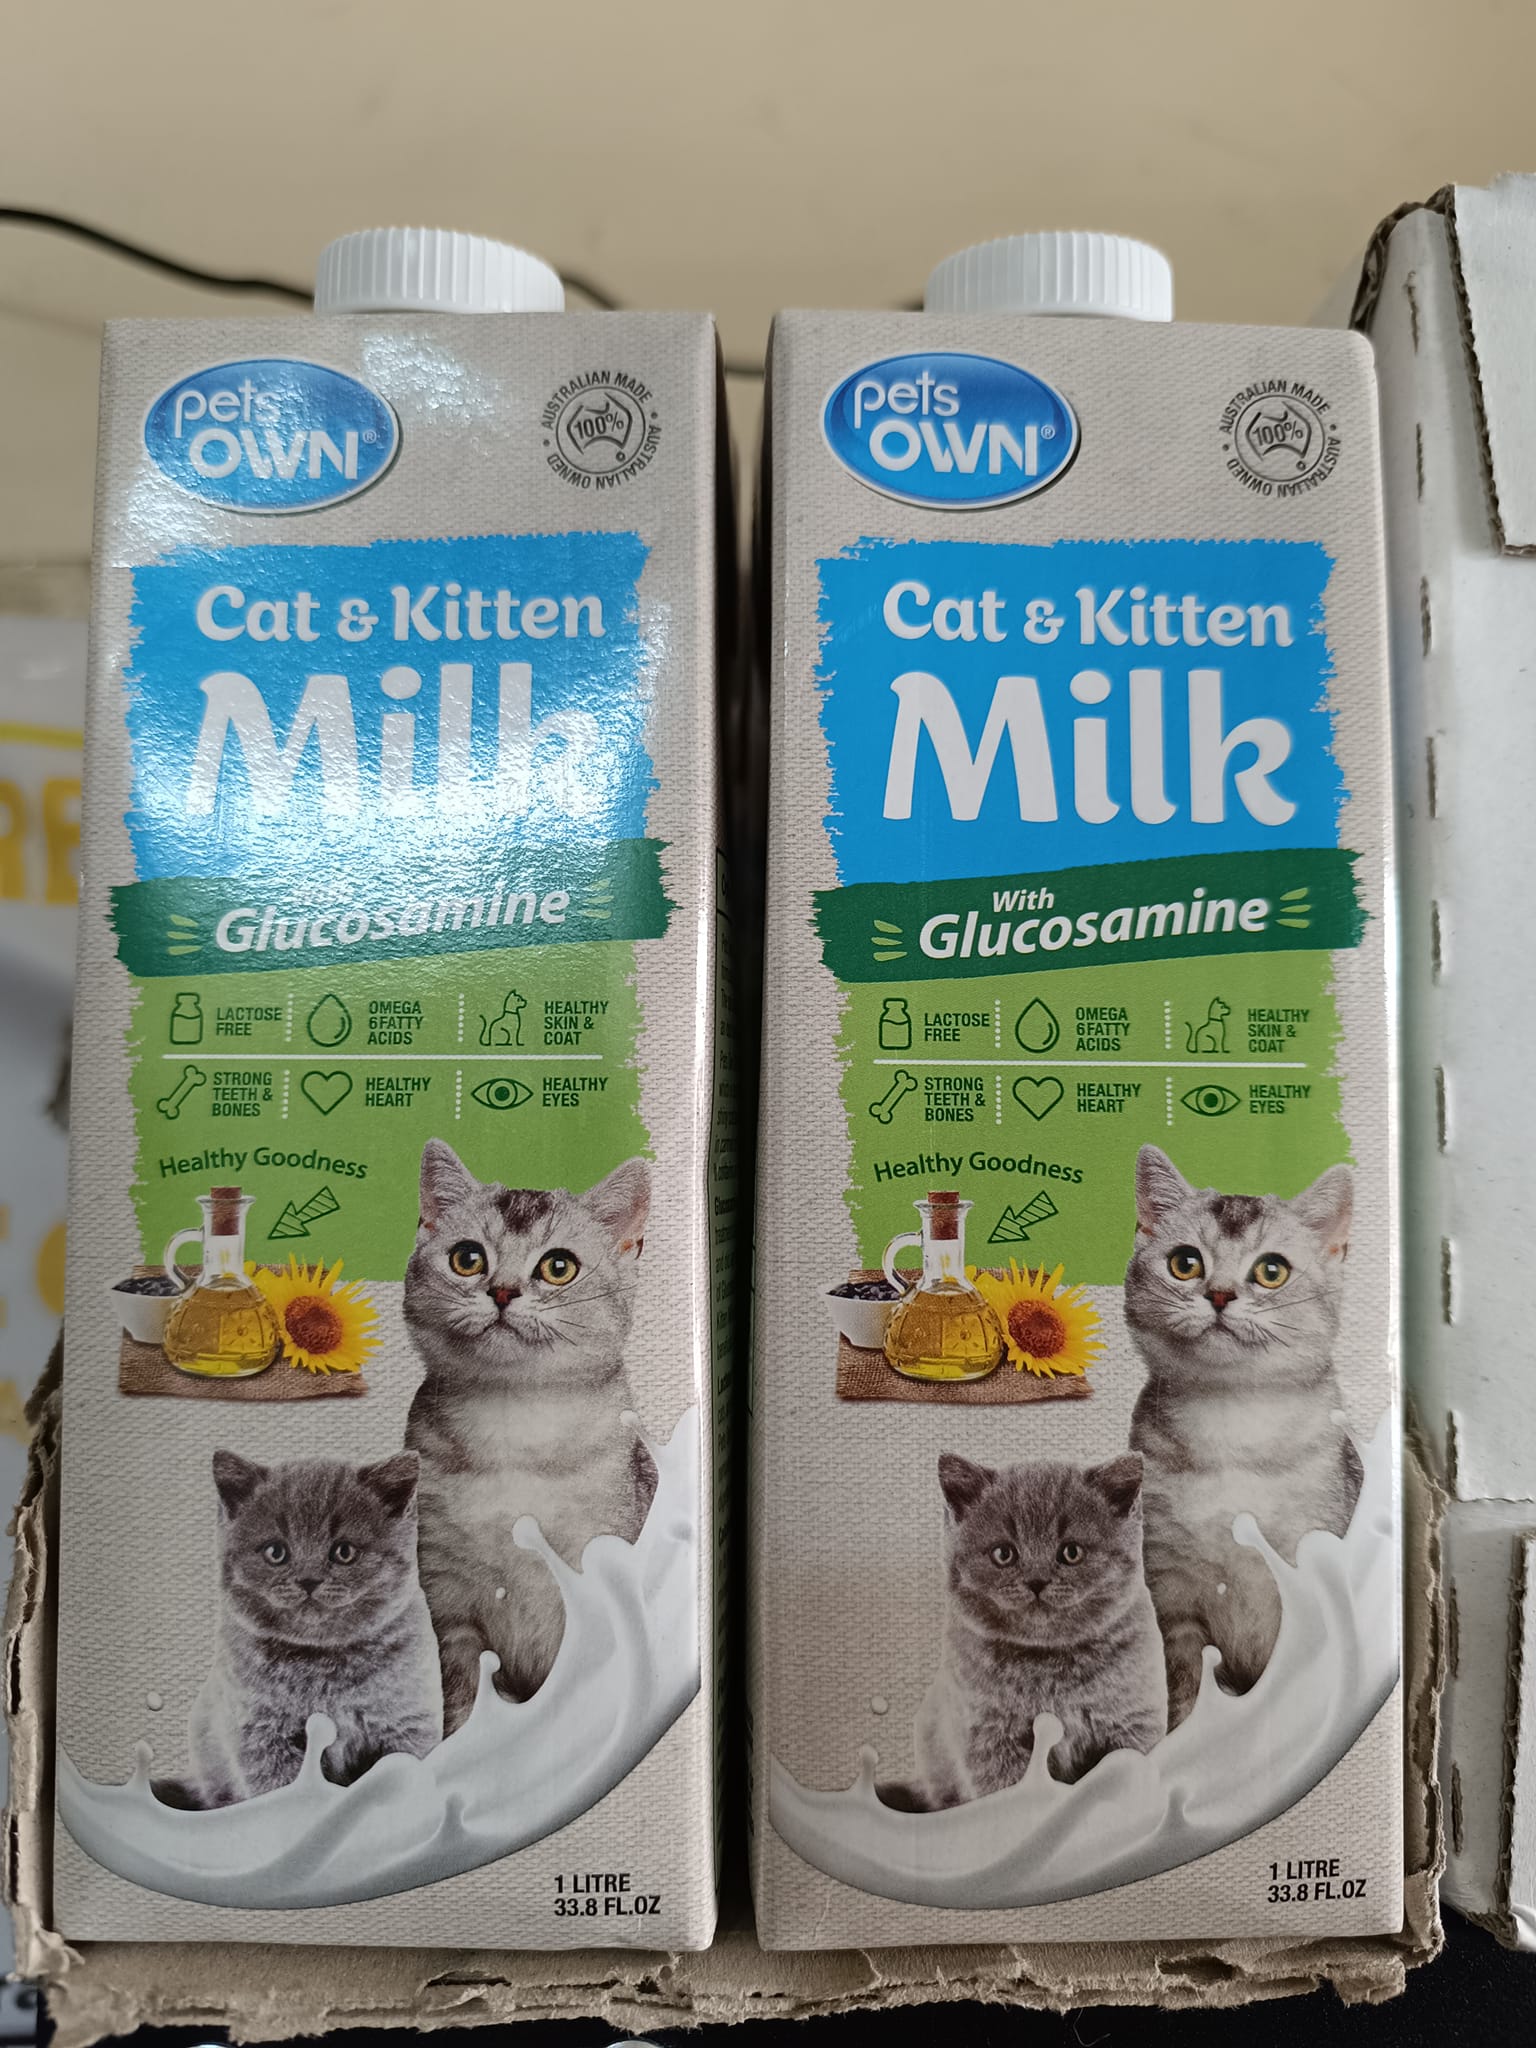 pets
OWN®
AUSTRALIAN MADE • AUSTRALIAN OWNED •
100%
Cat & Kitten
Milk
Glucosamine
LACTOSE
FREE
OMEGA
6 FATTY
ACIDS
HEALTHY
SKIN &
COAT
STRONG
TEETH &
BONES
HEALTHY
HEART
HEALTHY
EYES
Healthy Goodness
1 LITRE
33.8 FL.OZ
pets
OWN®
AUSTRALIAN MADE • AUSTRALIAN OWNED •
100%
Cat & Kitten
Milk
With
Glucosamine
LACTOSE
FREE
OMEGA
6 FATTY
ACIDS
HEALTHY
SKIN &
COAT
STRONG
TEETH &
BONES
HEALTHY
HEART
HEALTHY
EYES
Healthy Goodness
1 LITRE
33.8 FL.OZ